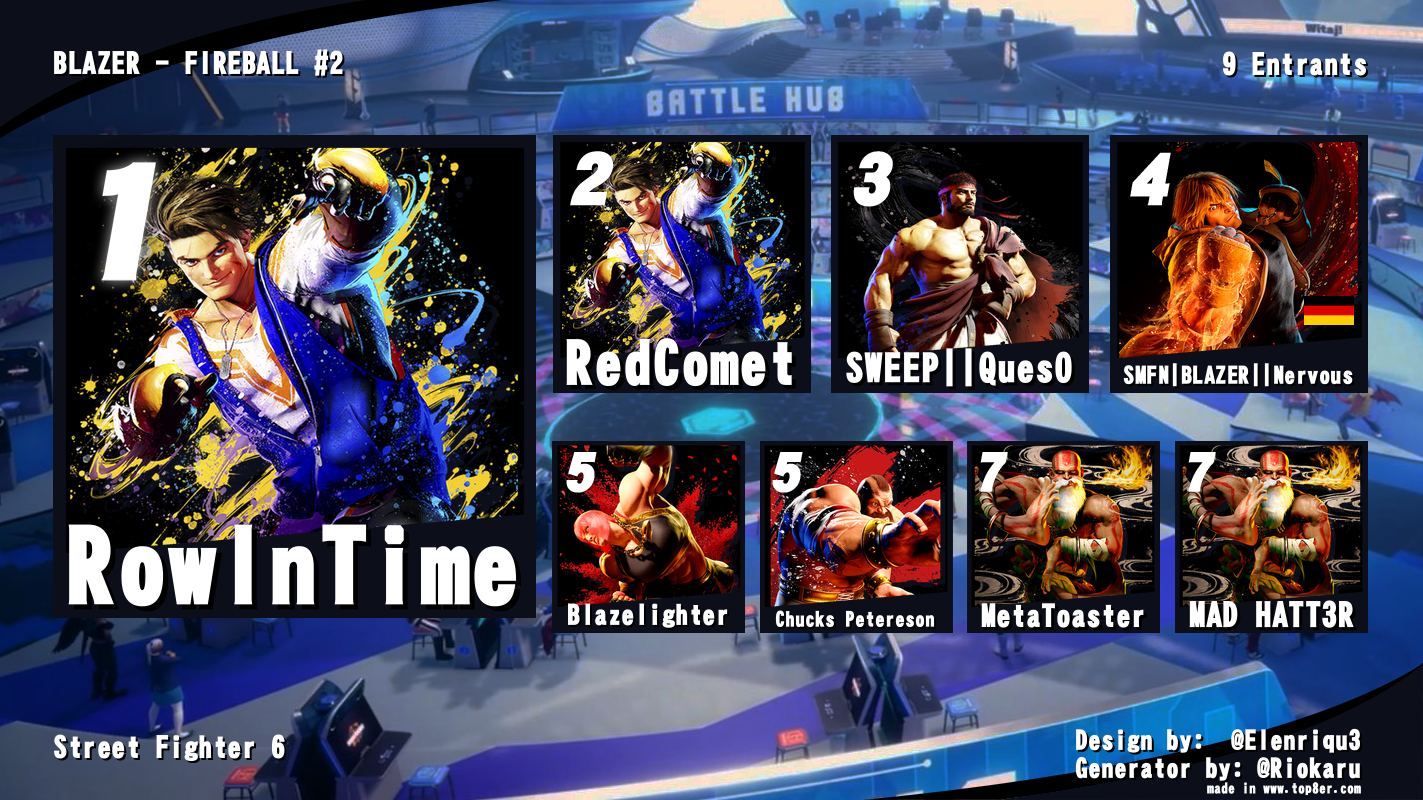 BLAZER - FIREBALL #2
9 Entrants
Witaj!
BATTLE HUB
1
RowInTime
2
RedComet
3
SWEEP||Ques0
4
SMFN|BLAZER||Nervous
5
Blazelighter
5
Chucks Petereson
7
MetaToaster
7
MAD HATT3R
Street Fighter 6
Design by: @Elenriqu3
Generator by: @Riokaru
made in www.top8er.com